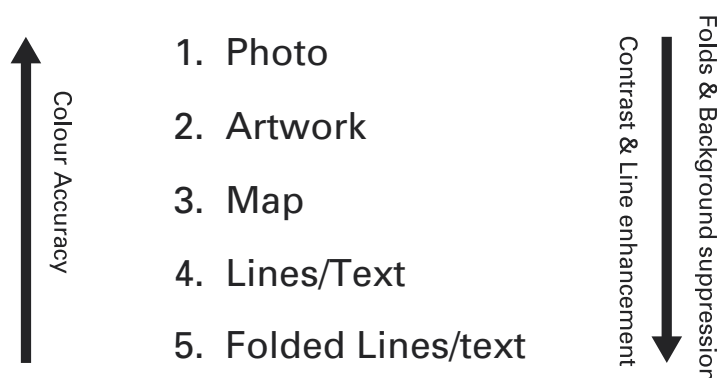 Colour Accuracy
1. Photo
2. Artwork
3. Map
4. Lines/Text
5. Folded Lines/text
Contrast & Line enhancement
Folds & Background suppression